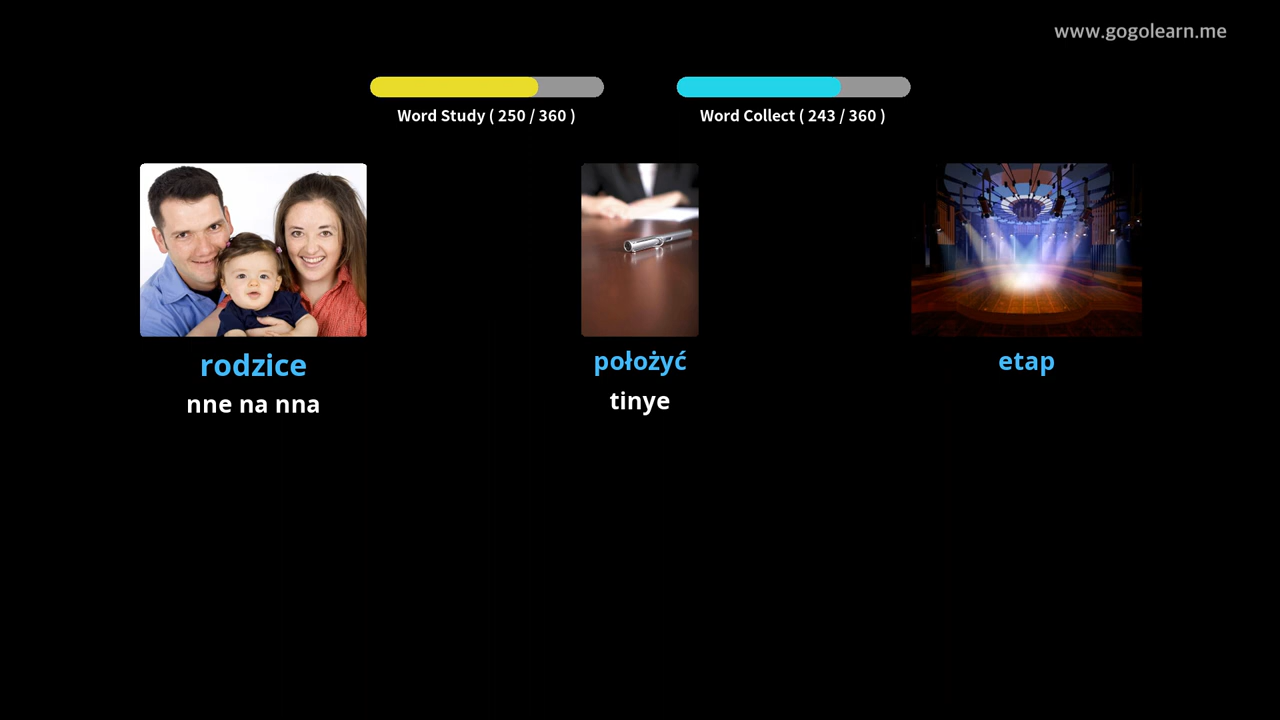 www.gogolearn.me
Word Study ( 250 / 360 )
Word Collect ( 243 / 360 )
rodzice
nne na nna
położyć
tinye
etap